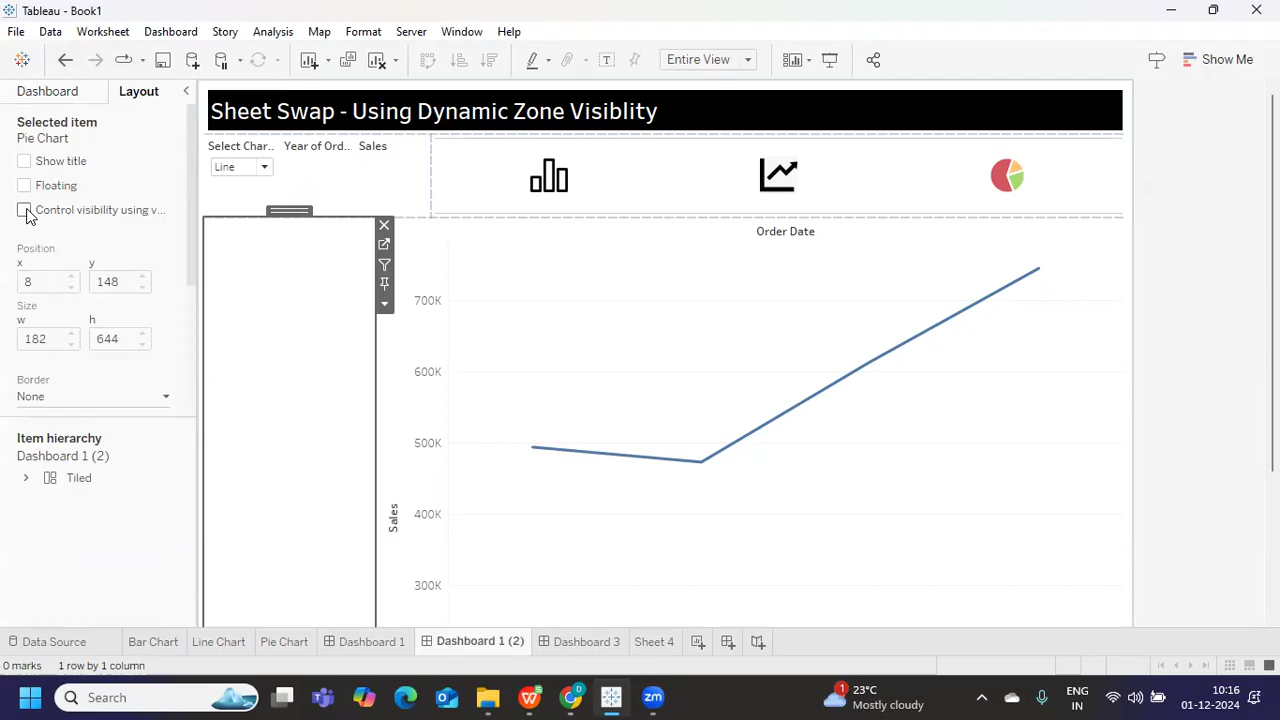 Tableau - Book1
File Data Worksheet Dashboard Story Analysis Map Format Server Window Help
Entire View
Show Me
Dashboard Layout
Selected item
Pie Chart
Show title
Floating
Control visibility using v...
Position
x y
8 148
Size
w h
182 644
Border
None
Item hierarchy
Dashboard 1 (2)
Tiled
Sheet Swap - Using Dynamic Zone Visiblity
Select Char.. Year of Ord.. Sales
Line
Order Date
700K
600K
500K
400K
300K
Sales
Data Source Bar Chart Line Chart Pie Chart Dashboard 1 Dashboard 1 (2) Dashboard 3 Sheet 4
0 marks 1 row by 1 column
Search
zm
1
23°C
Mostly cloudy
ENG
IN
10:16
01-12-2024